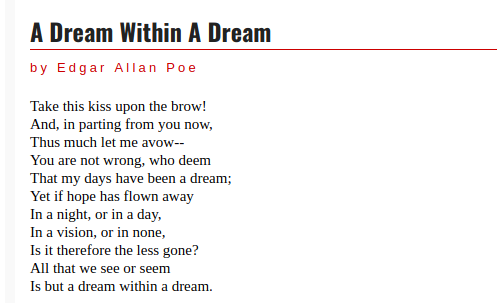 A Dream Within A Dream
by Edgar Allan Poe
Take this kiss upon the brow!
And, in parting from you now,
Thus much let me avow--
You are not wrong, who deem
That my days have been a dream;
Yet if hope has flown away
In a night, or in a day,
In a vision, or in none,
Is it therefore the less gone?
All that we see or seem
Is but a dream within a dream.